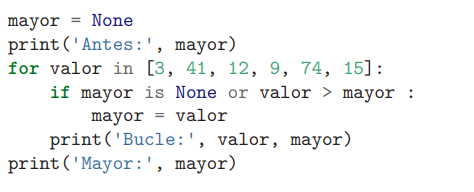 mayor = None
print('Antes:', mayor)
for valor in [3, 41, 12, 9, 74, 15]:
    if mayor is None or valor > mayor :
        mayor = valor
    print('Bucle:', valor, mayor)
print('Mayor:', mayor)